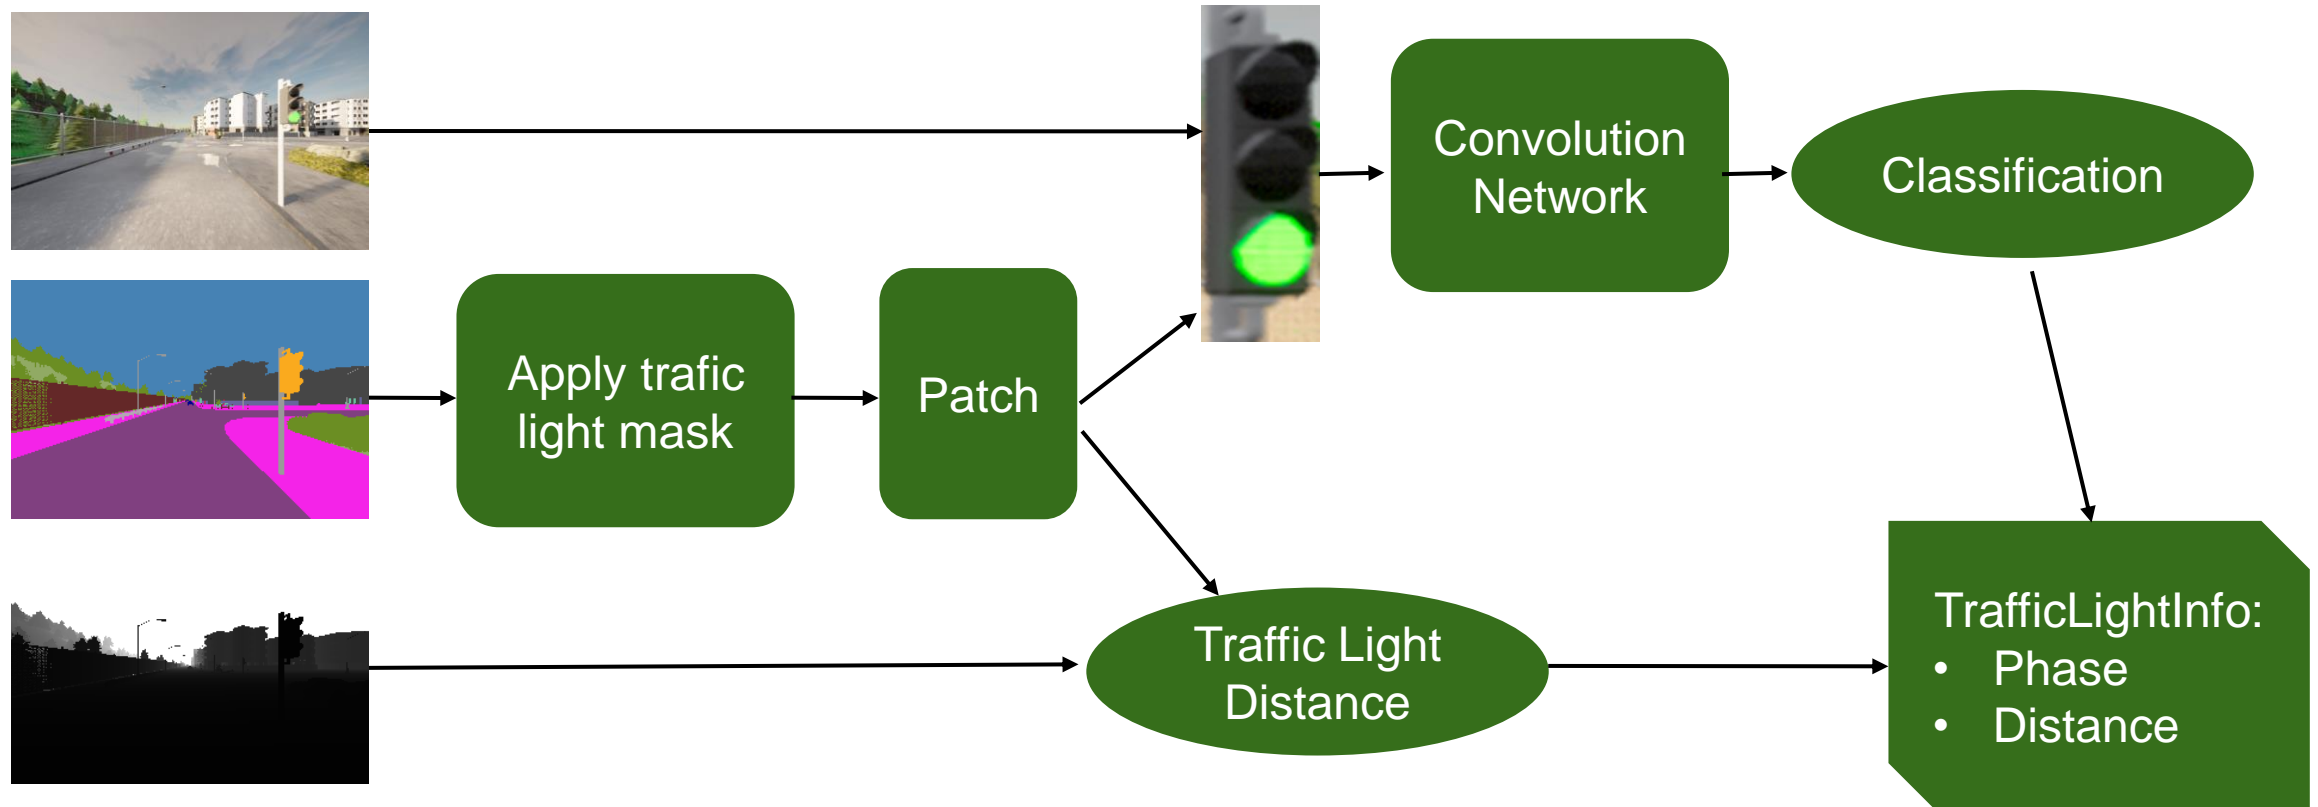 Convolution
Network
Classification
Apply trafic
light mask
Patch
Traffic Light
Distance
TrafficLightInfo:
• Phase
• Distance